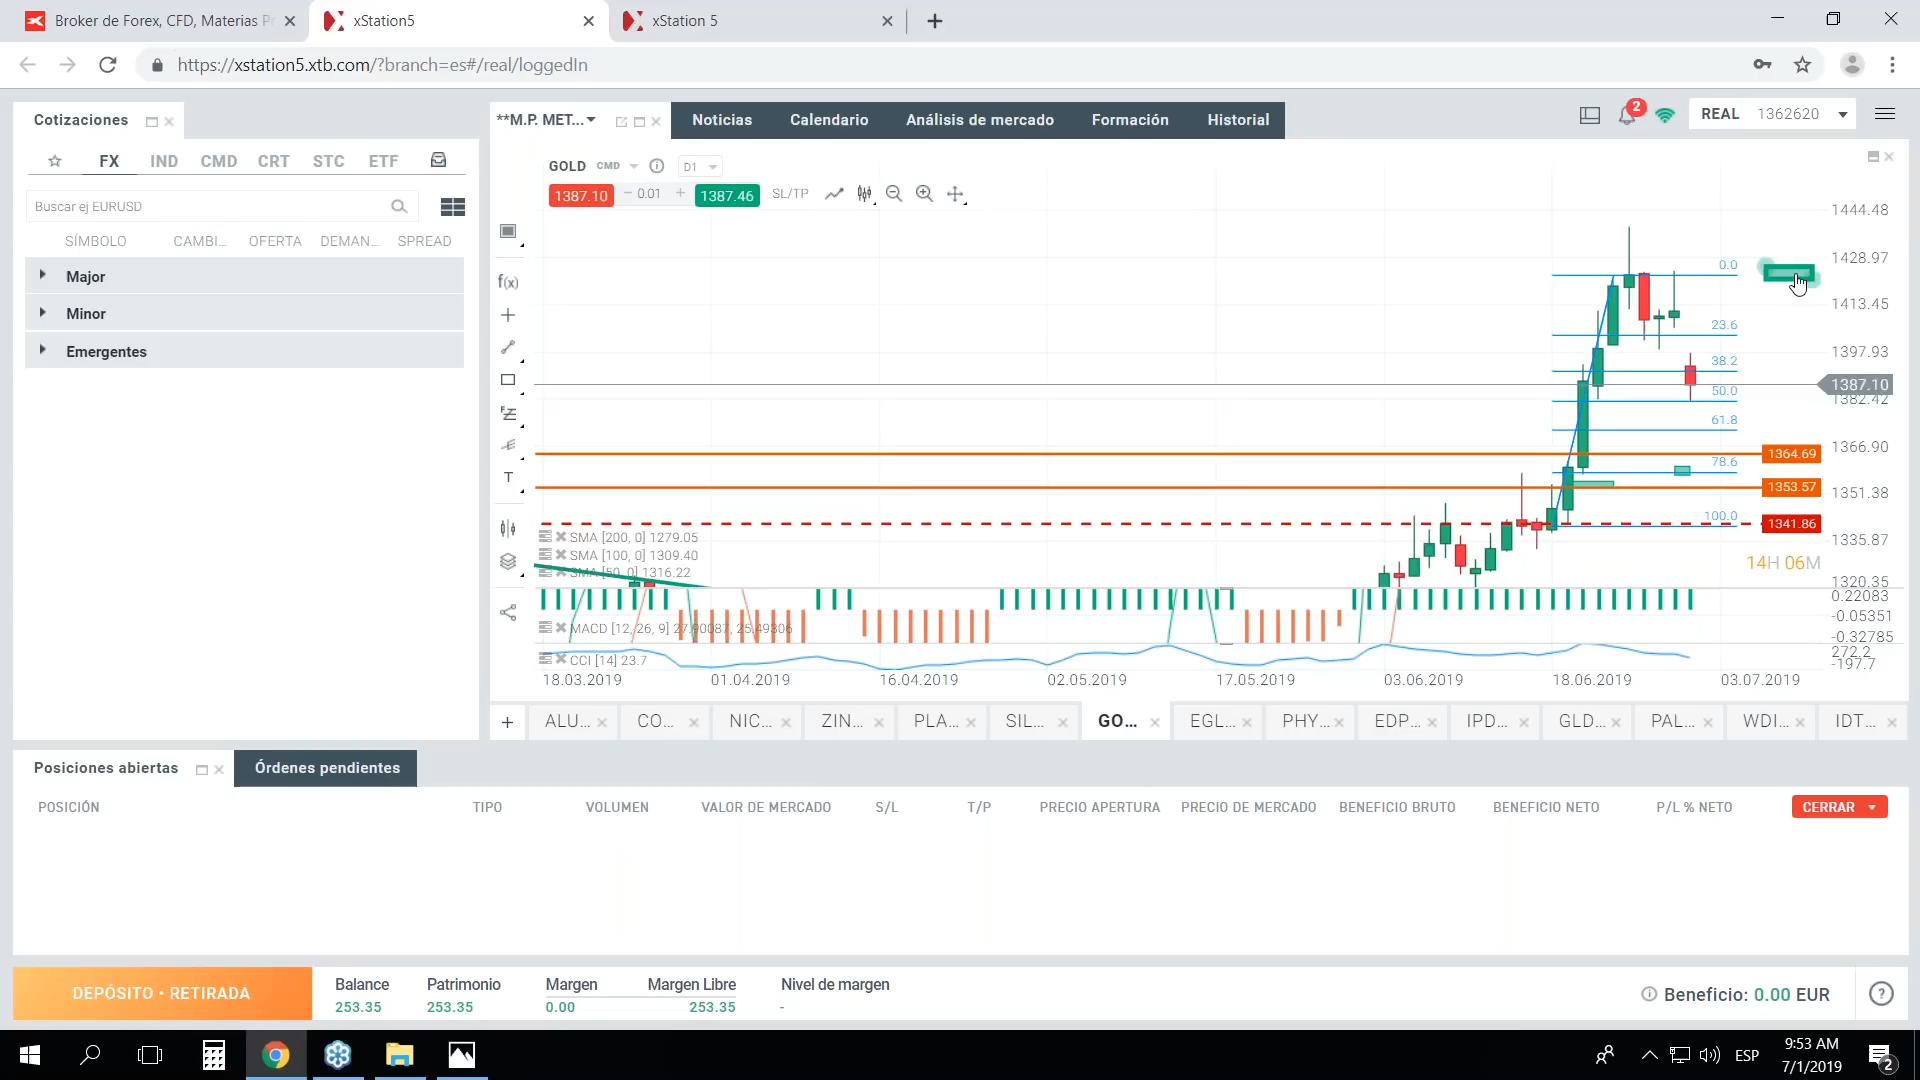 Broker de Forex, CFD, Materias P
xStation5
xStation 5
https://xstation5.xtb.com/?branch=es#/real/loggedIn
Cotizaciones
**M.P. MET...
Noticias
Calendario
Análisis de mercado
Formación
Historial
2
REAL 1362620
FX IND CMD CRT STC ETF
Buscar ej EURUSD
SÍMBOLO CAMBI... OFERTA DEMAN... SPREAD
Major
Minor
Emergentes
GOLD CMD D1
1387.10 − 0.01 + 1387.46 SL/TP
f(x)
T
1444.48
1428.97
1413.45
1397.93
1387.10
1382.42
1366.90
1351.38
1335.87
1320.35
0.0
23.6
38.2
50.0
61.8
78.6
100.0
1364.69
1353.57
1341.86
14H 06M
SMA [200, 0] 1279.05
SMA [100, 0] 1309.40
SMA [50, 0] 1316.22
0.22083
-0.05351
-0.32785
MACD [12, 26, 9] 27.90087, 25.49306
272.2
-197.7
CCI [14] 23.7
18.03.2019 01.04.2019 16.04.2019 02.05.2019 17.05.2019 03.06.2019 18.06.2019 03.07.2019
+ ALU... CO... NIC... ZIN... PLA... SIL... GO... EGL... PHY... EDP... IPD... GLD... PAL... WDI... IDT...
Posiciones abiertas
Órdenes pendientes
POSICIÓN TIPO VOLUMEN VALOR DE MERCADO S/L T/P PRECIO APERTURA PRECIO DE MERCADO BENEFICIO BRUTO BENEFICIO NETO P/L % NETO CERRAR
DEPÓSITO • RETIRADA
Balance Patrimonio Margen Margen Libre Nivel de margen
253.35 253.35 0.00 253.35 -
Beneficio: 0.00 EUR
?
ESP
9:53 AM
7/1/2019
2